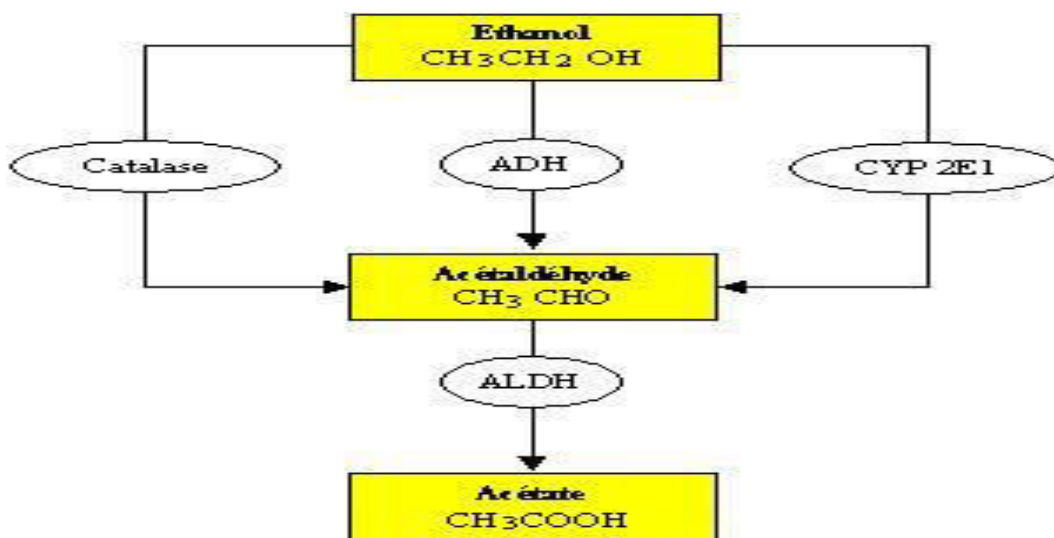 Ethanol
CH3CH2 OH
Catalase
ADH
CYP 2E1
Acétaldéhyde
CH3 CHO
ALDH
Acétate
CH3COOH